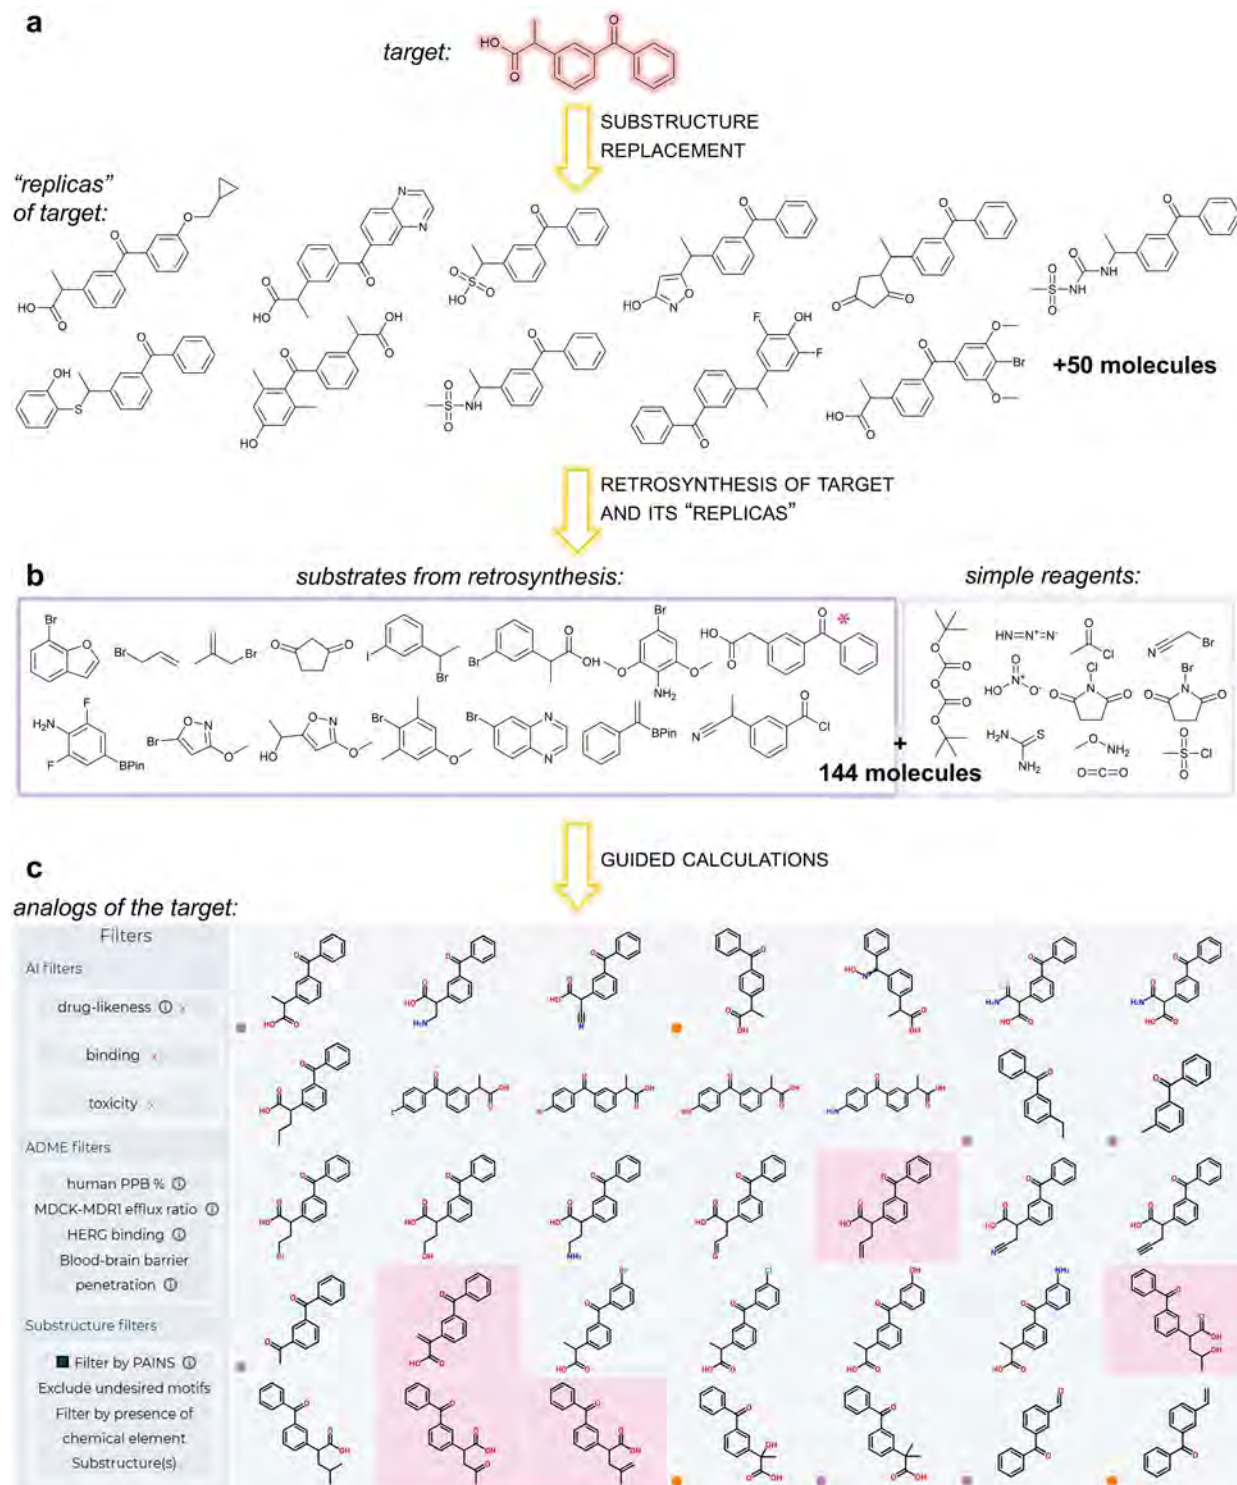 a
target:
SUBSTRUCTURE
REPLACEMENT
"replicas"
of target:
+50 molecules
RETROSYNTHESIS OF TARGET
AND ITS "REPLICAS"
b
substrates from retrosynthesis:
simple reagents:
*
+
144 molecules
GUIDED CALCULATIONS
c
analogs of the target:
Filters
AI filters
drug-likeness
binding
toxicity
ADME filters
human PPB %
MDCK-MDR1 efflux ratio
HERG binding
Blood-brain barrier
penetration
Substructure filters
Filter by PAINS
Exclude undesired motifs
Filter by presence of
chemical element
Substructure(s)